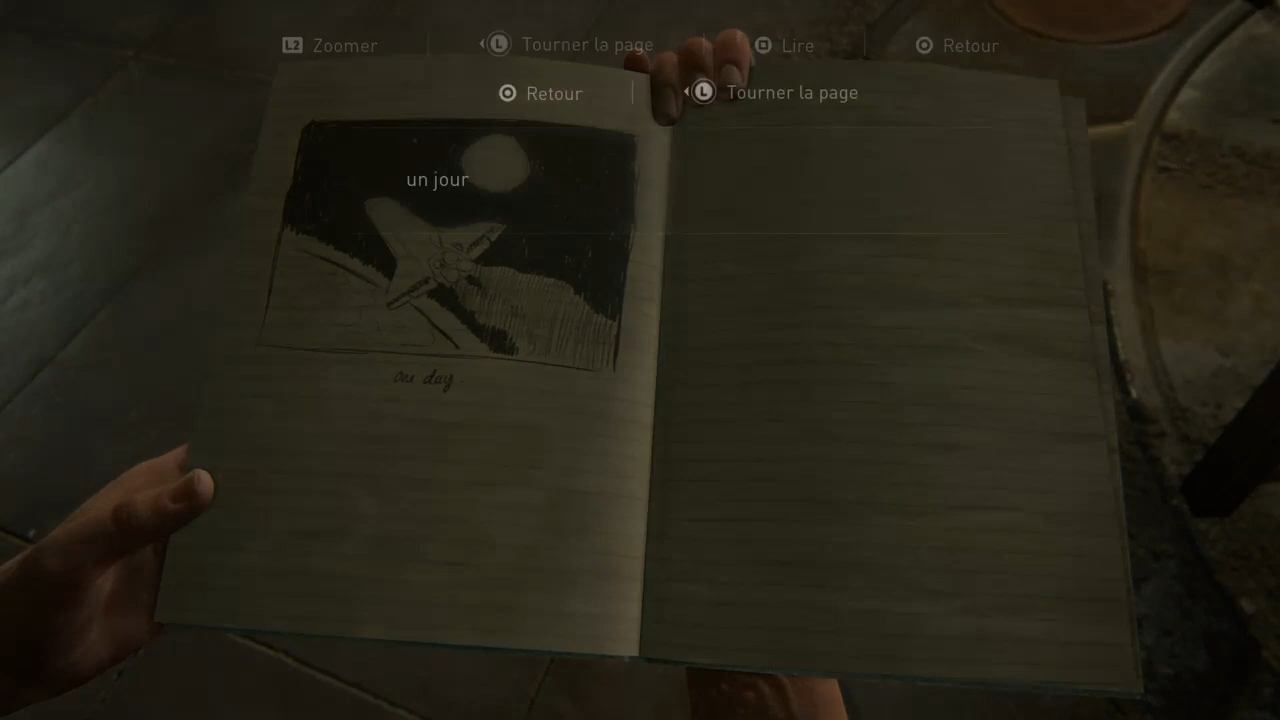 L2 Zoomer
L Tourner la page
Lire
Retour
Retour
L Tourner la page
un jour
one day.